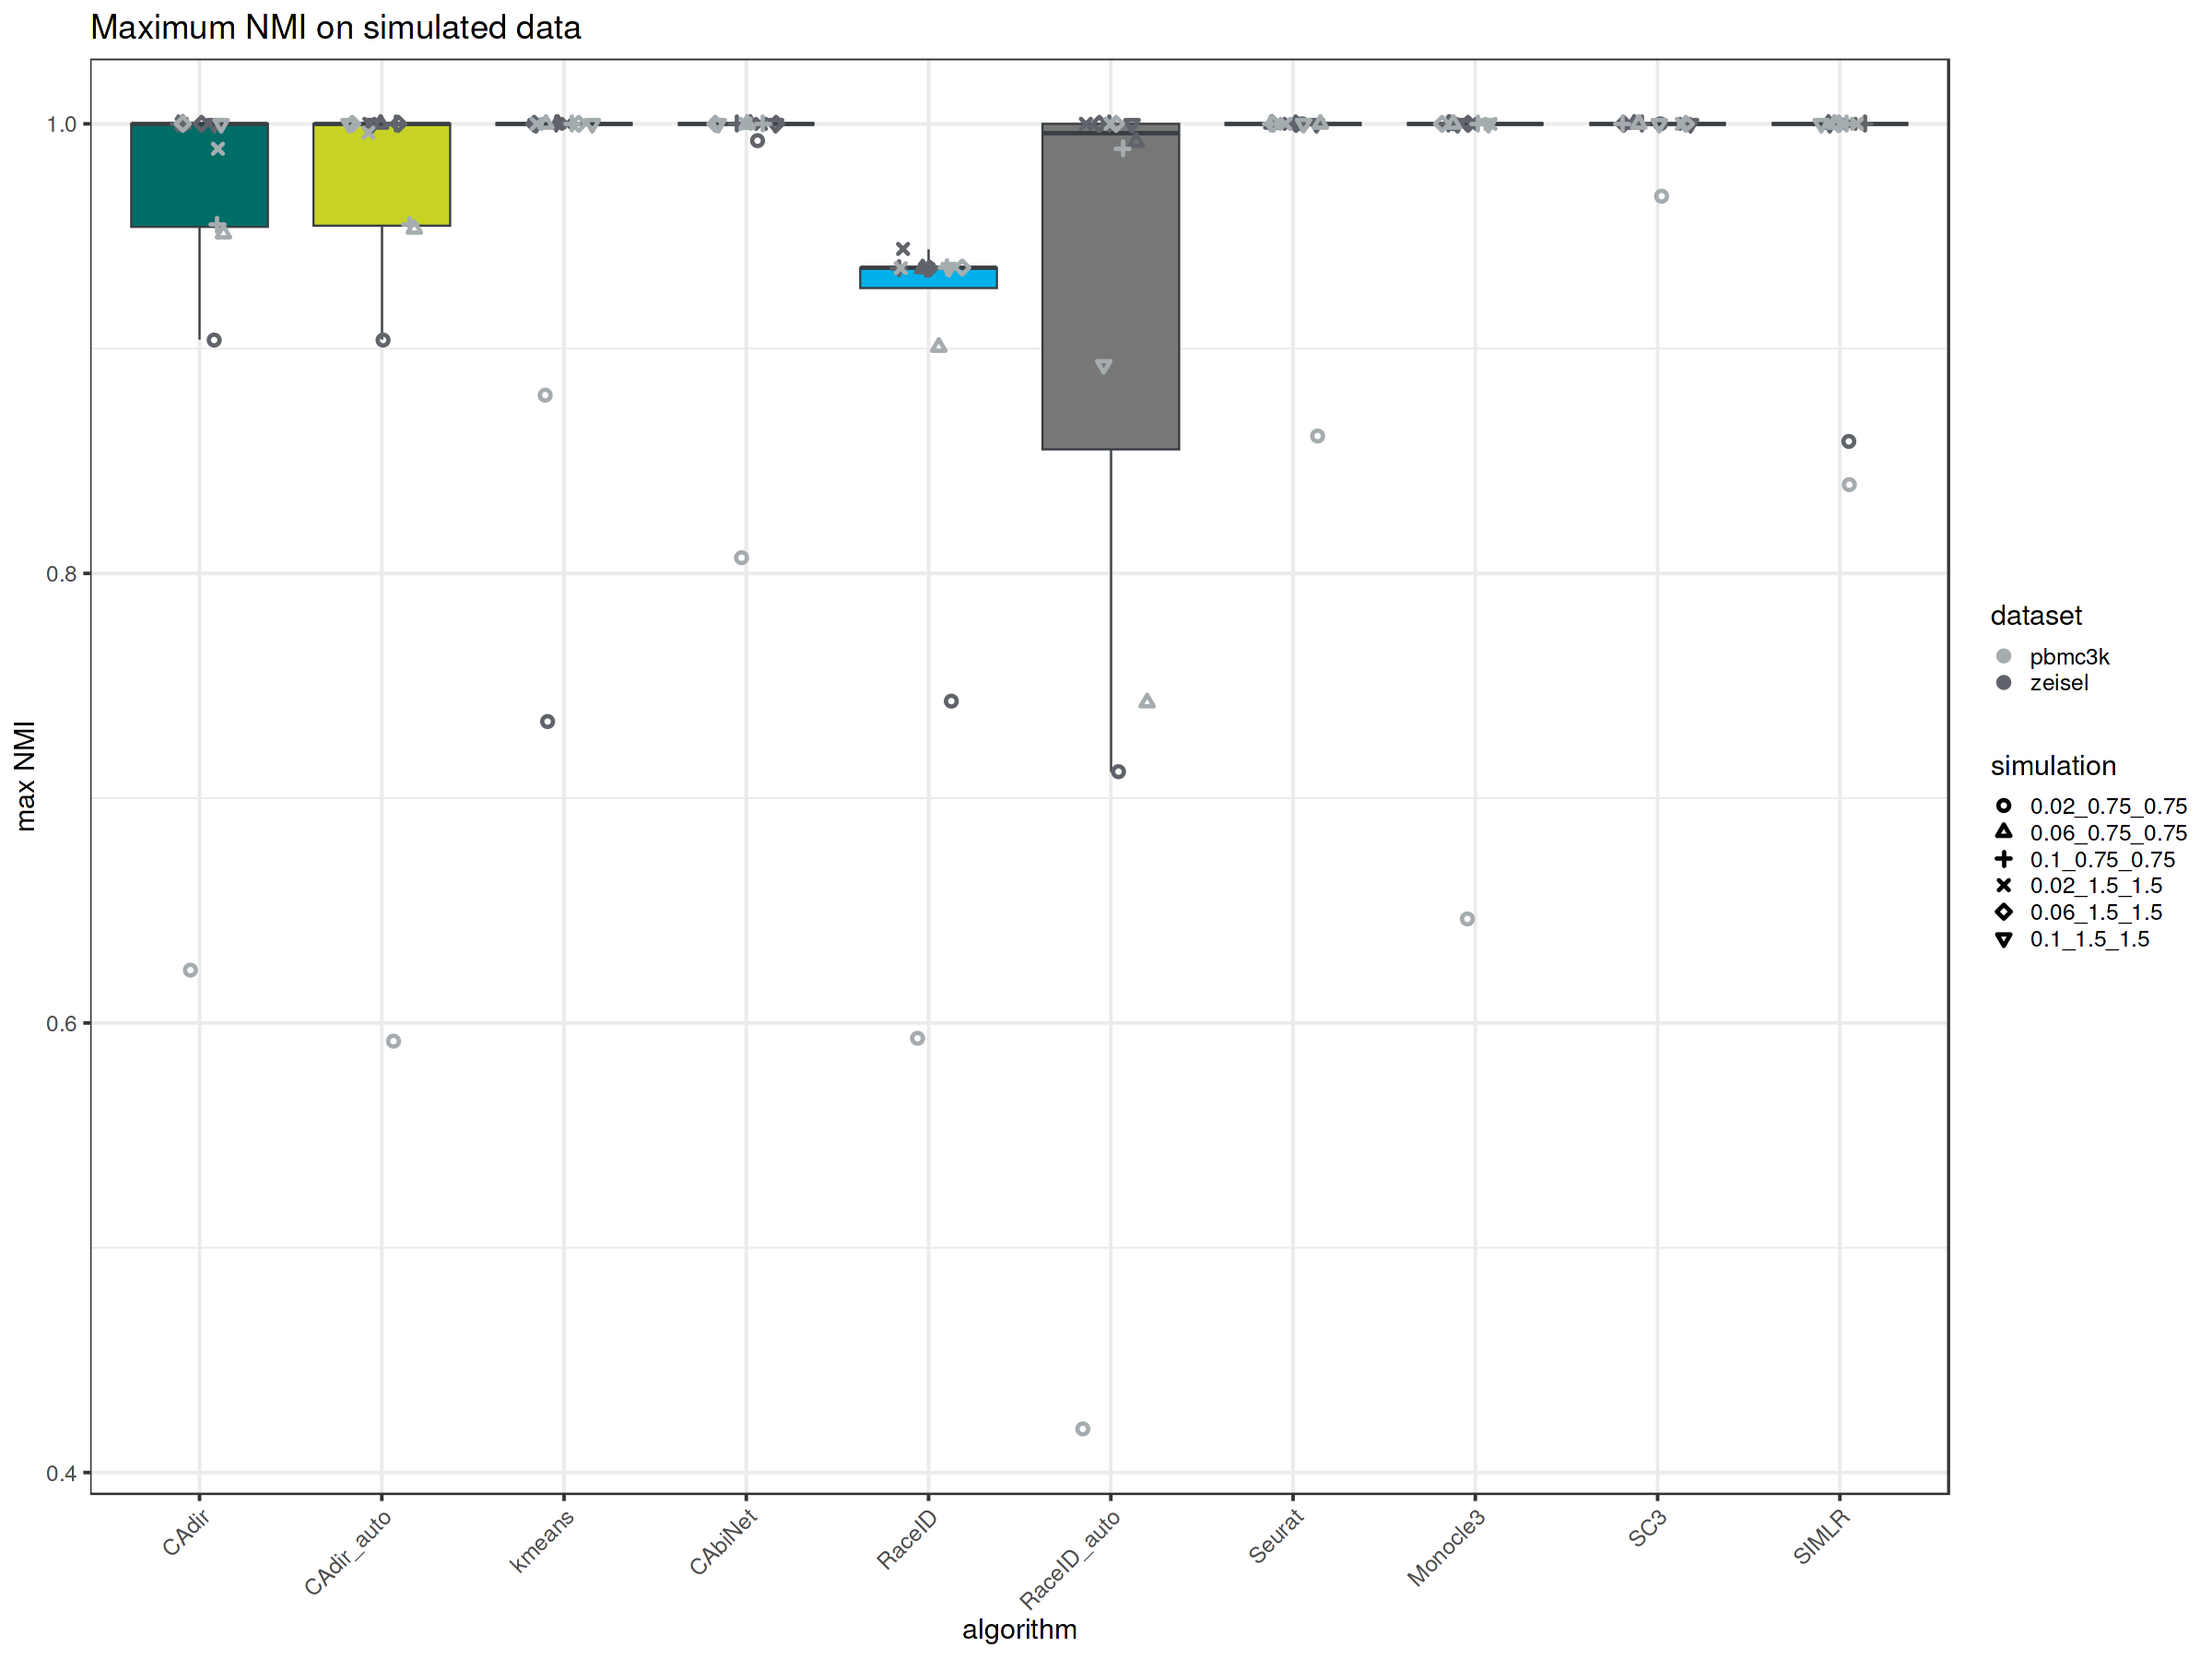 Maximum NMI on simulated data
max NMI
1.0
0.8
0.6
0.4
CAdir
CAdir_auto
kmeans
CAbiNet
RaceID
RaceID_auto
Seurat
Monocle3
SC3
SIMLR
algorithm
dataset
pbmc3k
zeisel
simulation
0.02_0.75_0.75
0.06_0.75_0.75
0.1_0.75_0.75
0.02_1.5_1.5
0.06_1.5_1.5
0.1_1.5_1.5